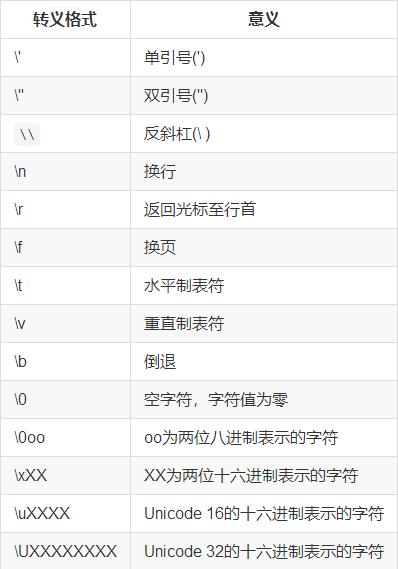 转义格式 意义
\' 单引号(')
\" 双引号(")
\\ 反斜杠(\ )
\n 换行
\r 返回光标至行首
\f 换页
\t 水平制表符
\v 重直制表符
\b 倒退
\0 空字符，字符值为零
\0oo oo为两位八进制表示的字符
\xXX XX为两位十六进制表示的字符
\uXXXX Unicode 16的十六进制表示的字符
\UXXXXXXXX Unicode 32的十六进制表示的字符